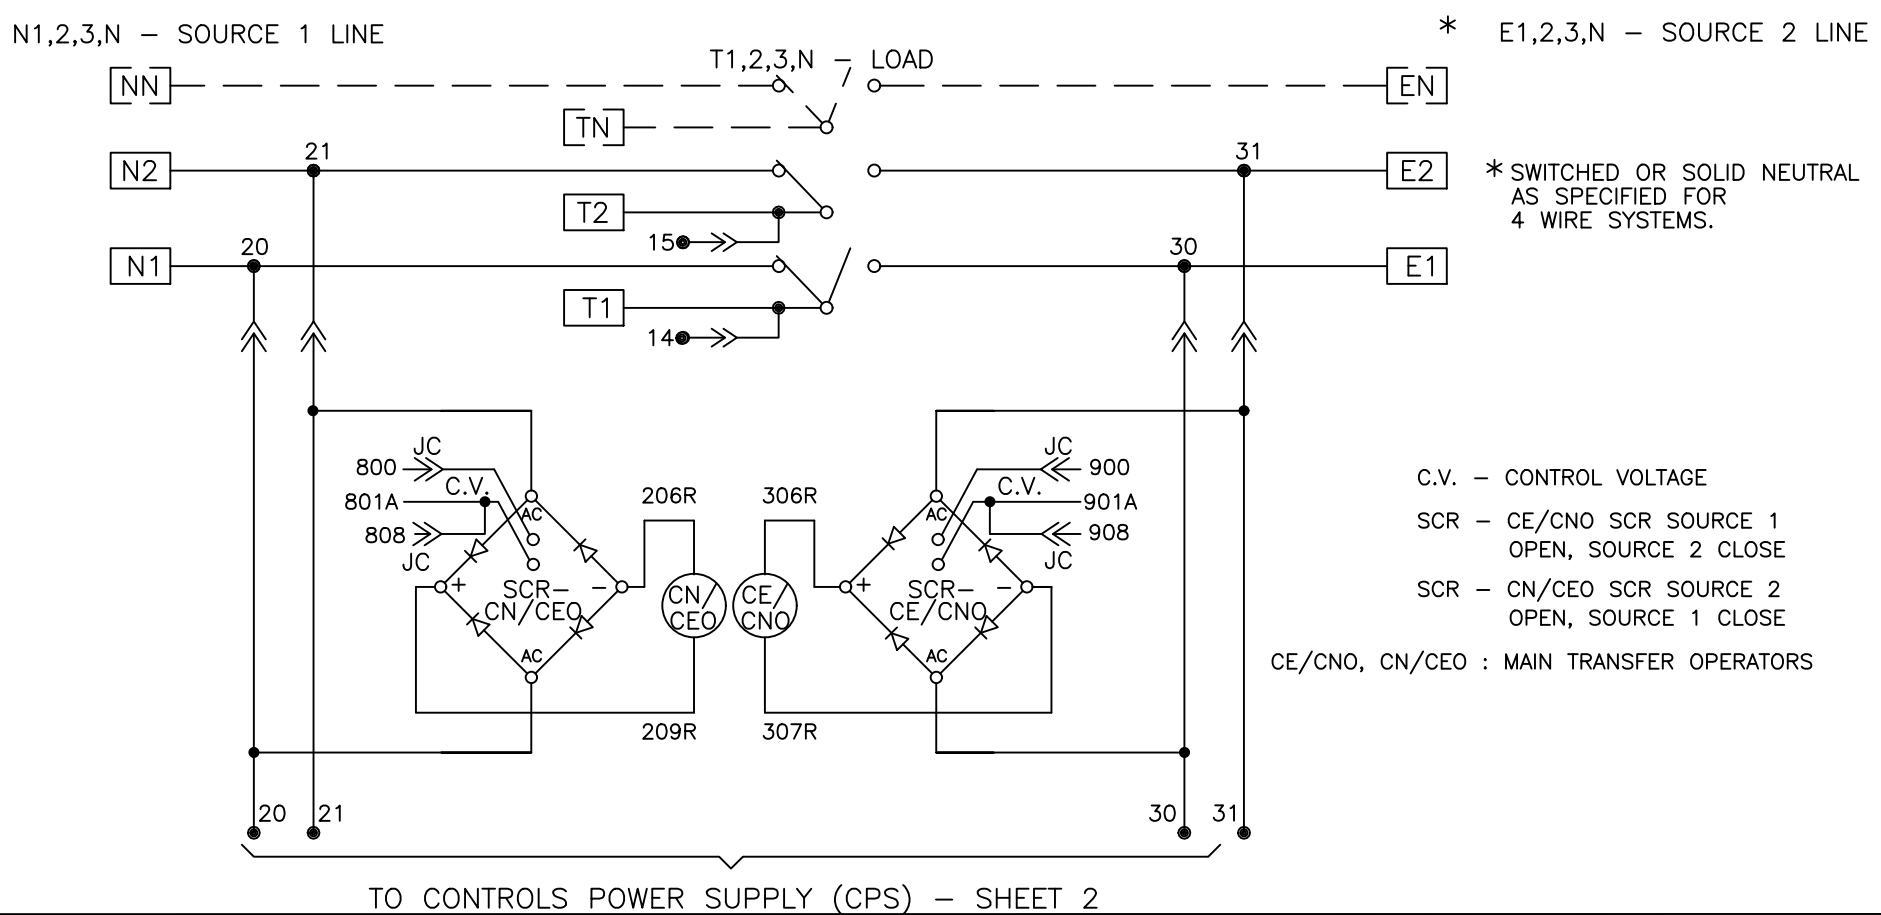 N1,2,3,N – SOURCE 1 LINE
* E1,2,3,N – SOURCE 2 LINE
T1,2,3,N – LOAD
NN
EN
TN
N2
21
31
E2
* SWITCHED OR SOLID NEUTRAL
AS SPECIFIED FOR
4 WIRE SYSTEMS.
T2
15
N1
20
30
E1
T1
14
JC
800
C.V.
801A
808
JC
AC
+
SCR–
CN/CEO
–
AC
206R
CN/
CEO
209R
306R
CE/
CNO
307R
JC
900
C.V.
901A
908
JC
AC
+
SCR–
CE/CNO
–
AC
C.V. – CONTROL VOLTAGE
SCR – CE/CNO SCR SOURCE 1
OPEN, SOURCE 2 CLOSE
SCR – CN/CEO SCR SOURCE 2
OPEN, SOURCE 1 CLOSE
CE/CNO, CN/CEO : MAIN TRANSFER OPERATORS
20
21
30
31
TO CONTROLS POWER SUPPLY (CPS) – SHEET 2